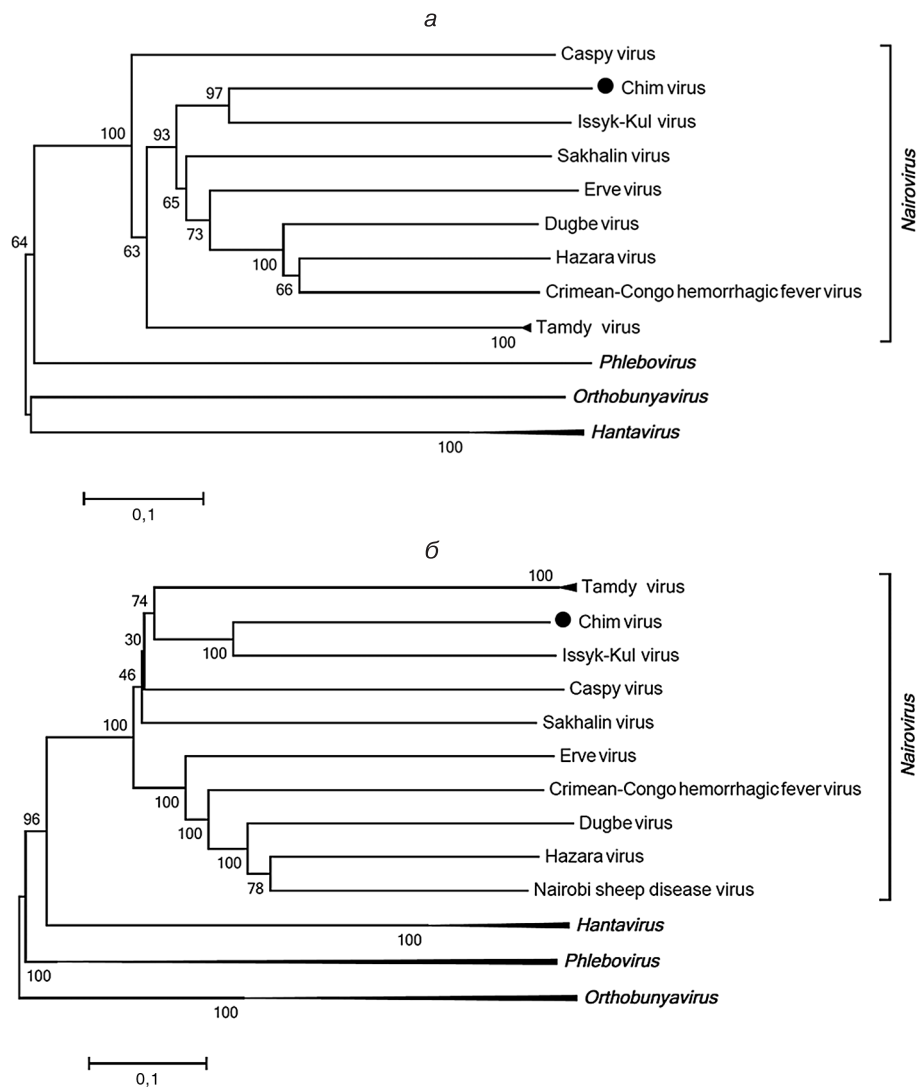 а
Caspy virus
97
Chim virus
Issyk-Kul virus
100
93
Sakhalin virus
Erve virus
65
Dugbe virus
73
64
63
Hazara virus
100
66
Crimean-Congo hemorrhagic fever virus
Tamdy virus
100
Nairovirus
Phlebovirus
Orthobunyavirus
Hantavirus
100
0,1
б
100
Tamdy virus
74
Chim virus
30
100
Issyk-Kul virus
46
Caspy virus
Sakhalin virus
100
Erve virus
Crimean-Congo hemorrhagic fever virus
100
Dugbe virus
96
100
Hazara virus
100
78
Nairobi sheep disease virus
Nairovirus
Hantavirus
100
Phlebovirus
100
Orthobunyavirus
100
0,1